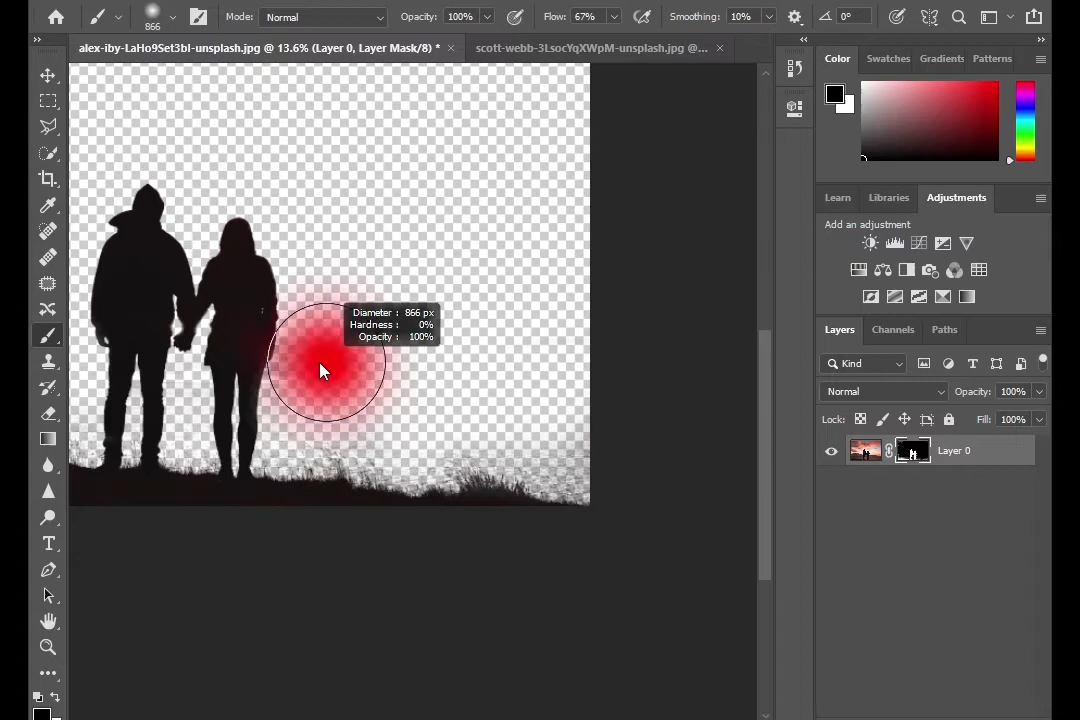 Mode: Normal Opacity: 100% Flow: 67% Smoothing: 10% 0°
866
alex-iby-LaHo9Set3bI-unsplash.jpg @ 13.6% (Layer 0, Layer Mask/8) * × scott-webb-3LsocYqXWpM-unsplash.jpg @... ×
Color Swatches Gradients Patterns
Learn Libraries Adjustments
Add an adjustment
Diameter : 866 px
Hardness : 0%
Opacity : 100%
Layers Channels Paths
Kind
Normal Opacity: 100%
Lock: Fill: 100%
Layer 0